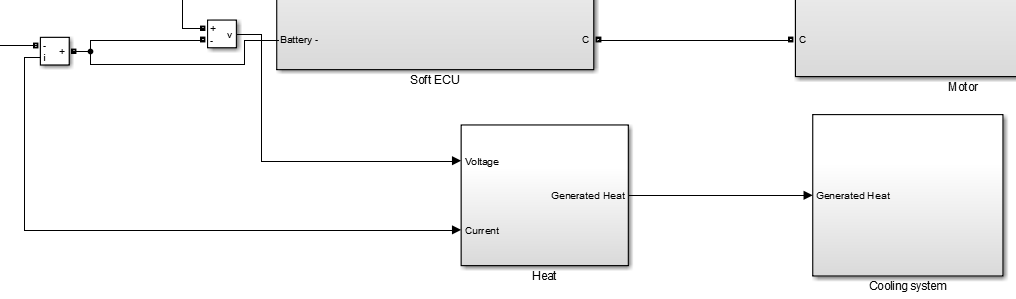 +
-
v
-
i
+
Battery -
C
C
Soft ECU
Motor
Voltage
Generated Heat
Current
Generated Heat
Heat
Cooling system